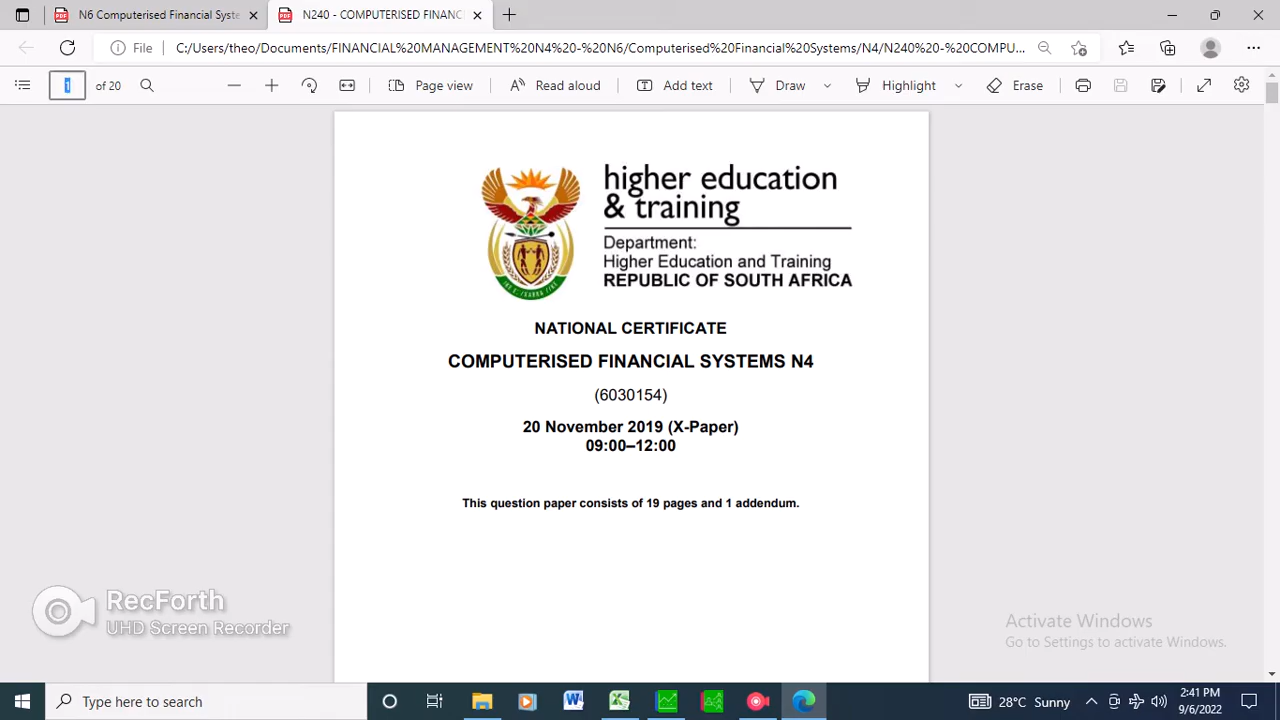 N6 Computerised Financial Syste
N240 - COMPUTERISED FINANC
File
C:/Users/theo/Documents/FINANCIAL%20MANAGEMENT%20N4%20-%20N6/Computerised%20Financial%20Systems/N4/N240%20-%20COMPU...
1
of 20
Page view
Read aloud
Add text
Draw
Highlight
Erase
higher education
& training
Department:
Higher Education and Training
REPUBLIC OF SOUTH AFRICA
NATIONAL CERTIFICATE
COMPUTERISED FINANCIAL SYSTEMS N4
(6030154)
20 November 2019 (X-Paper)
09:00–12:00
This question paper consists of 19 pages and 1 addendum.
RecForth
UHD Screen Recorder
Activate Windows
Go to Settings to activate Windows.
Type here to search
28°C Sunny
2:41 PM
9/6/2022